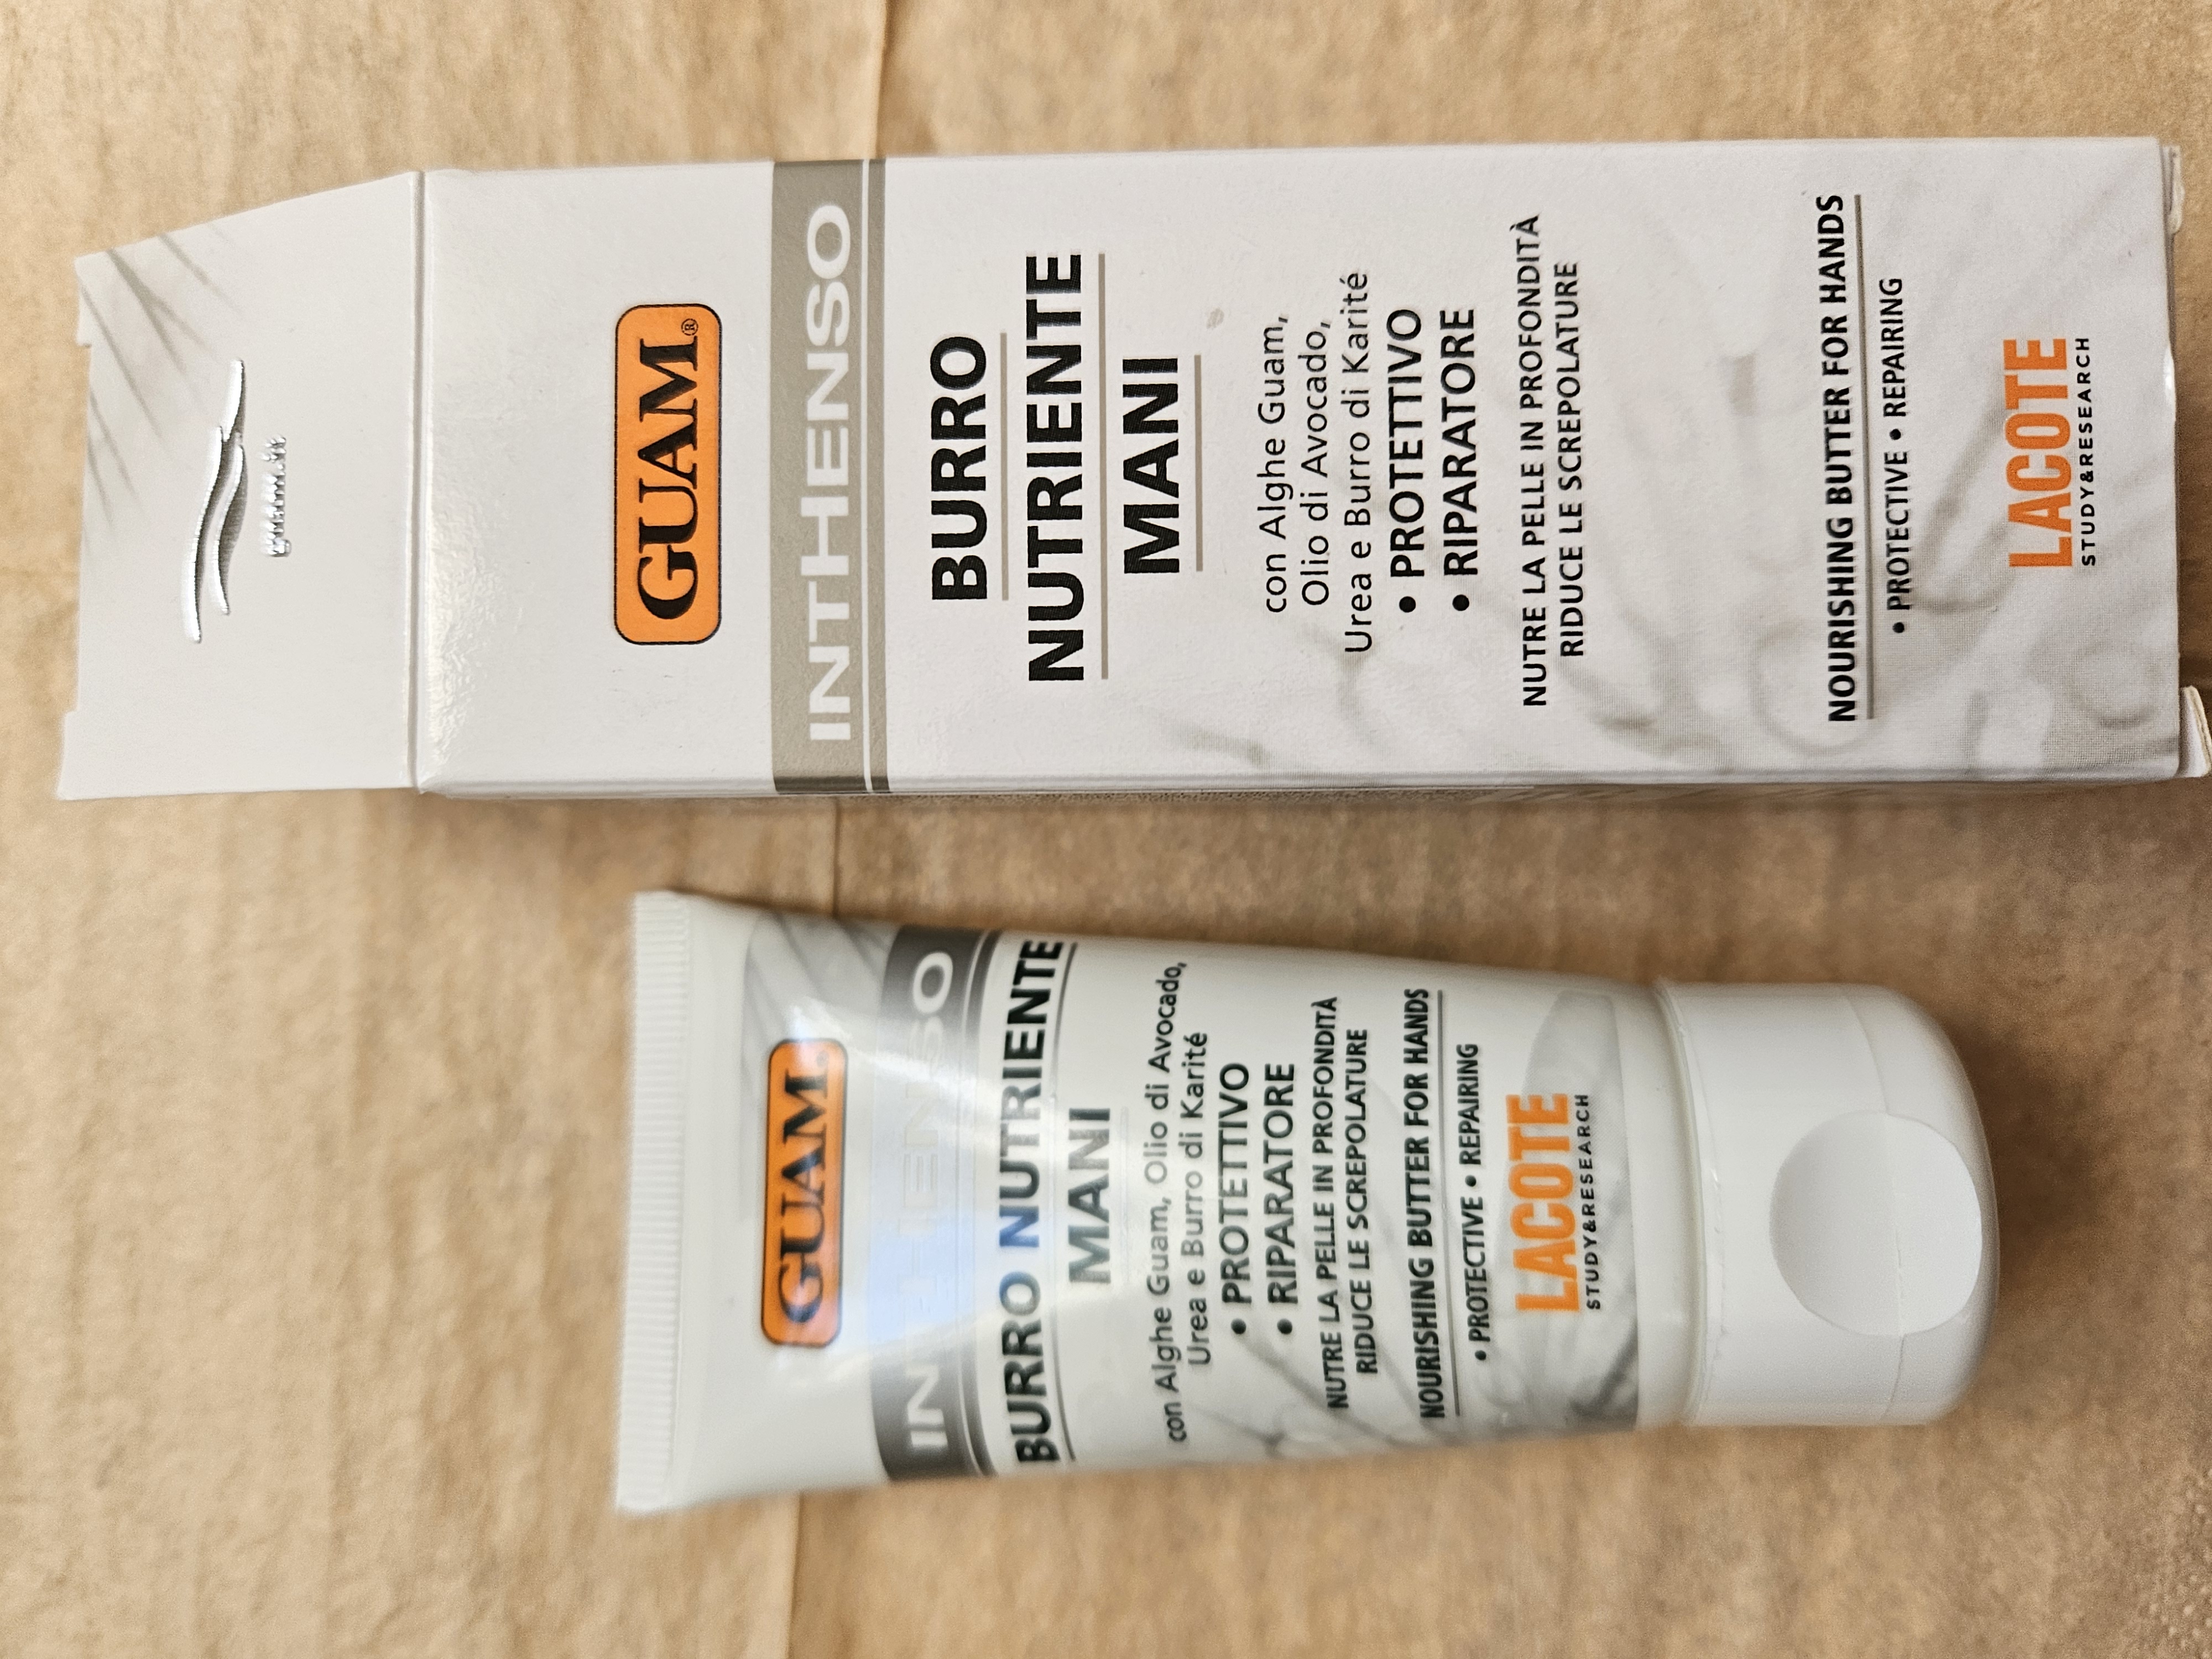 guam.it
GUAM®
INTHENSO
BURRO
NUTRIENTE
MANI
con Alghe Guam,
Olio di Avocado,
Urea e Burro di Karité
• PROTETTIVO
• RIPARATORE
NUTRE LA PELLE IN PROFONDITÀ
RIDUCE LE SCREPOLATURE
NOURISHING BUTTER FOR HANDS
• PROTECTIVE • REPAIRING
LACOTE
STUDY&RESEARCH
GUAM®
INTHENSO
BURRO NUTRIENTE
MANI
con Alghe Guam, Olio di Avocado,
Urea e Burro di Karité
• PROTETTIVO
• RIPARATORE
NUTRE LA PELLE IN PROFONDITÀ
RIDUCE LE SCREPOLATURE
NOURISHING BUTTER FOR HANDS
• PROTECTIVE • REPAIRING
LACOTE
STUDY&RESEARCH